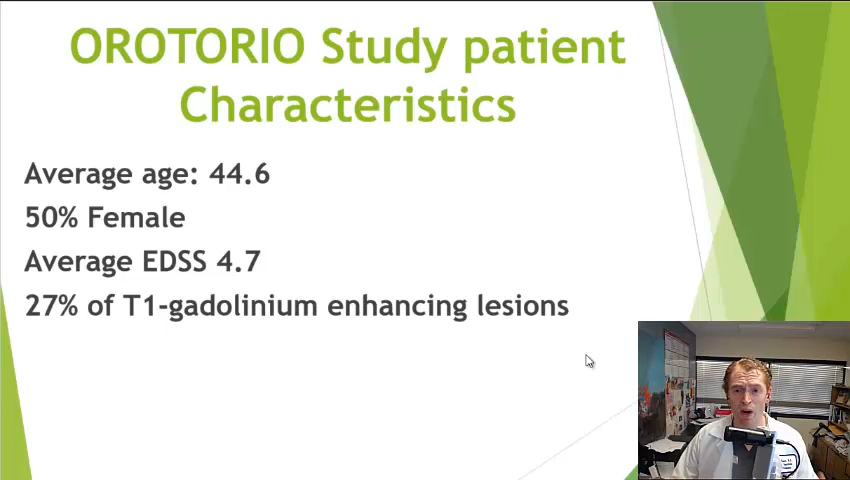 OROTORIO Study patient
Characteristics
Average age: 44.6
50% Female
Average EDSS 4.7
27% of T1-gadolinium enhancing lesions